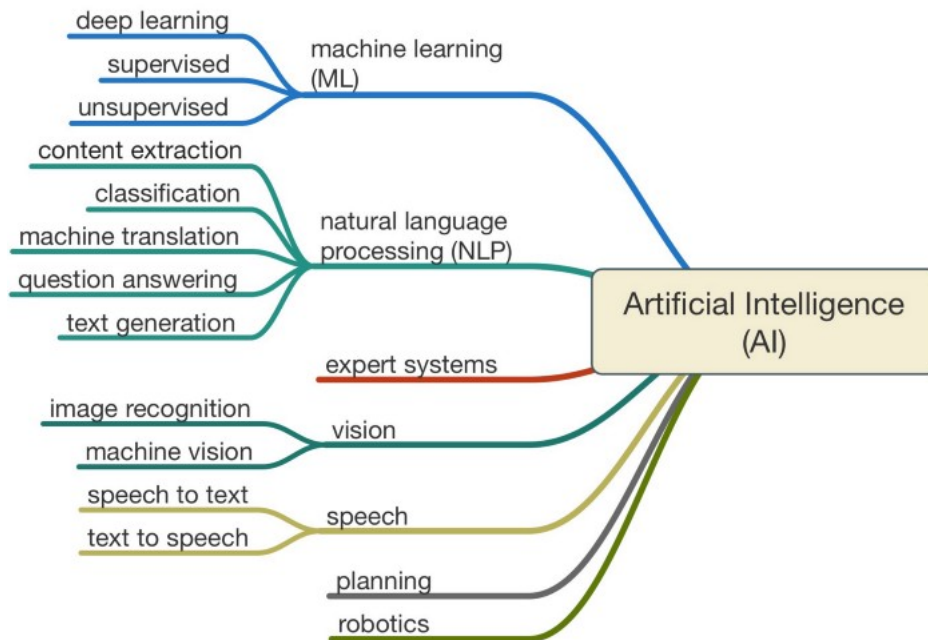 deep learning
supervised
unsupervised
machine learning
(ML)
content extraction
classification
machine translation
question answering
text generation
natural language
processing (NLP)
Artificial Intelligence
(AI)
expert systems
image recognition
machine vision
vision
speech to text
text to speech
speech
planning
robotics